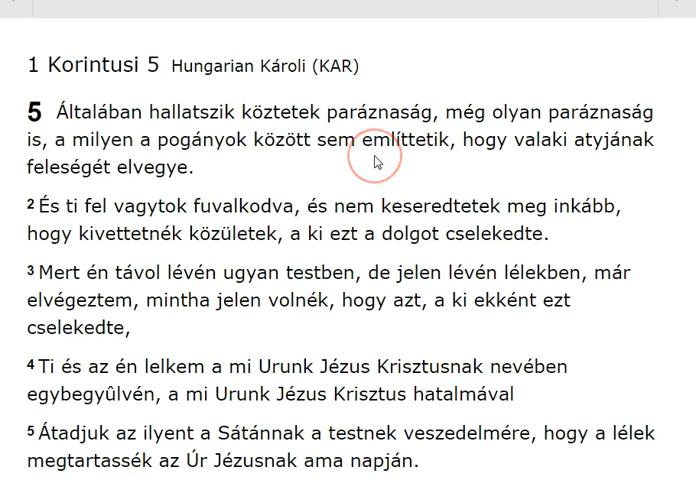 1 Korintusi 5 Hungarian Károli (KAR)
5 Általában hallatszik köztetek paráznaság, még olyan paráznaság
is, a milyen a pogányok között sem említtetik, hogy valaki atyjának
feleségét elvegye.
2 És ti fel vagytok fuvalkodva, és nem keseredtetek meg inkább,
hogy kivettetnék közületek, a ki ezt a dolgot cselekedte.
3 Mert én távol lévén ugyan testben, de jelen lévén lélekben, már
elvégeztem, mintha jelen volnék, hogy azt, a ki ekként ezt
cselekedte,
4 Ti és az én lelkem a mi Urunk Jézus Krisztusnak nevében
egybegyûlvén, a mi Urunk Jézus Krisztus hatalmával
5 Átadjuk az ilyent a Sátánnak a testnek veszedelmére, hogy a lélek
megtartassék az Úr Jézusnak ama napján.